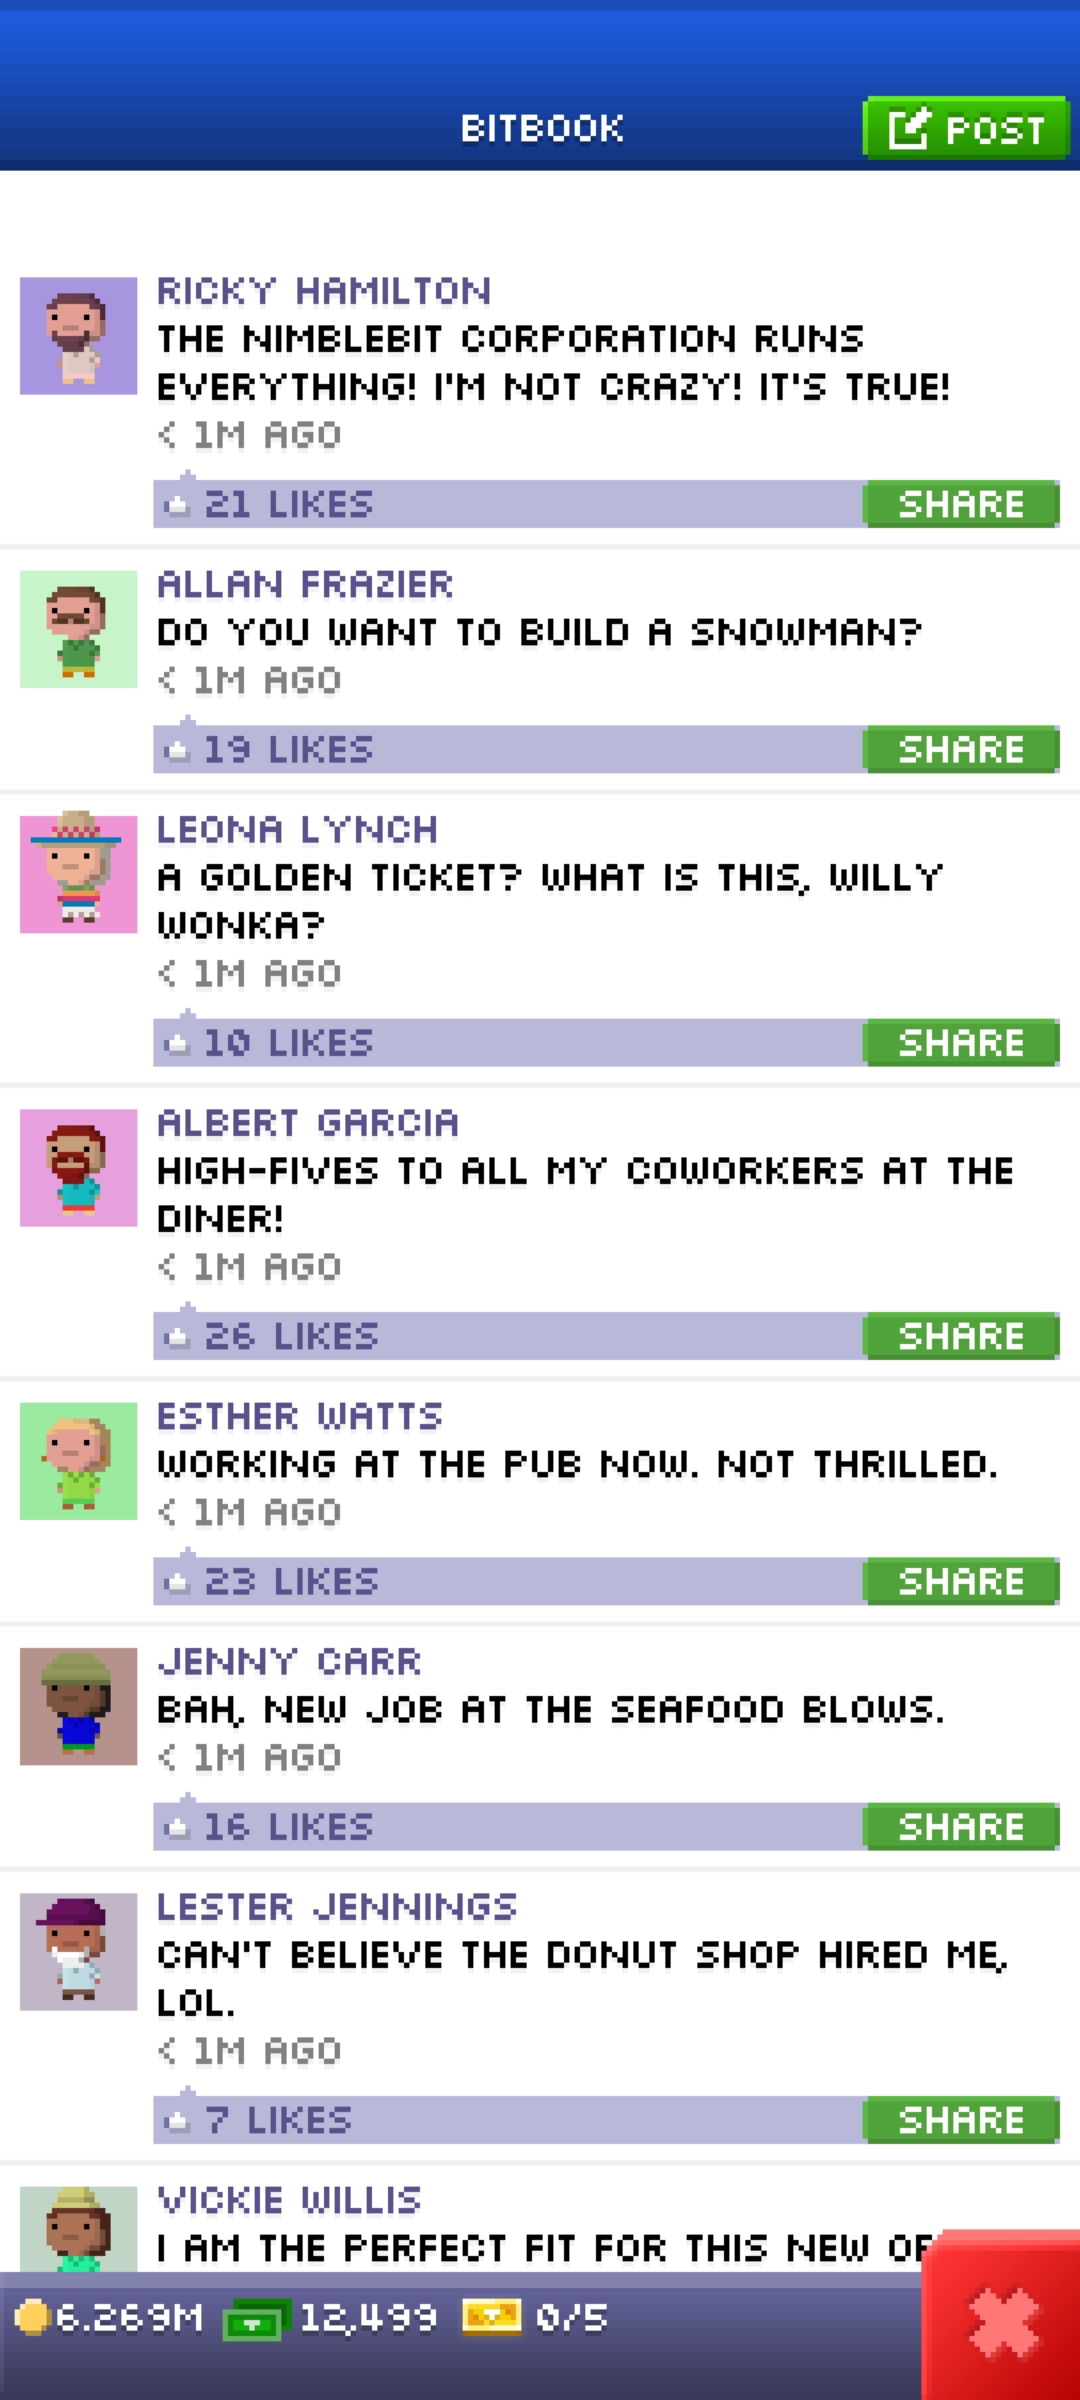 BITBOOK
POST
RICKY HAMILTON
THE NIMBLEBIT CORPORATION RUNS
EVERYTHING! I'M NOT CRAZY! IT'S TRUE!
< 1M AGO
21 LIKES
SHARE
ALLAN FRAZIER
DO YOU WANT TO BUILD A SNOWMAN?
< 1M AGO
19 LIKES
SHARE
LEONA LYNCH
A GOLDEN TICKET? WHAT IS THIS, WILLY
WONKA?
< 1M AGO
10 LIKES
SHARE
ALBERT GARCIA
HIGH-FIVES TO ALL MY COWORKERS AT THE
DINER!
< 1M AGO
26 LIKES
SHARE
ESTHER WATTS
WORKING AT THE PUB NOW. NOT THRILLED.
< 1M AGO
23 LIKES
SHARE
JENNY CARR
BAH, NEW JOB AT THE SEAFOOD BLOWS.
< 1M AGO
16 LIKES
SHARE
LESTER JENNINGS
CAN'T BELIEVE THE DONUT SHOP HIRED ME,
LOL.
< 1M AGO
7 LIKES
SHARE
VICKIE WILLIS
I AM THE PERFECT FIT FOR THIS NEW
6.269M
12,499
0/5